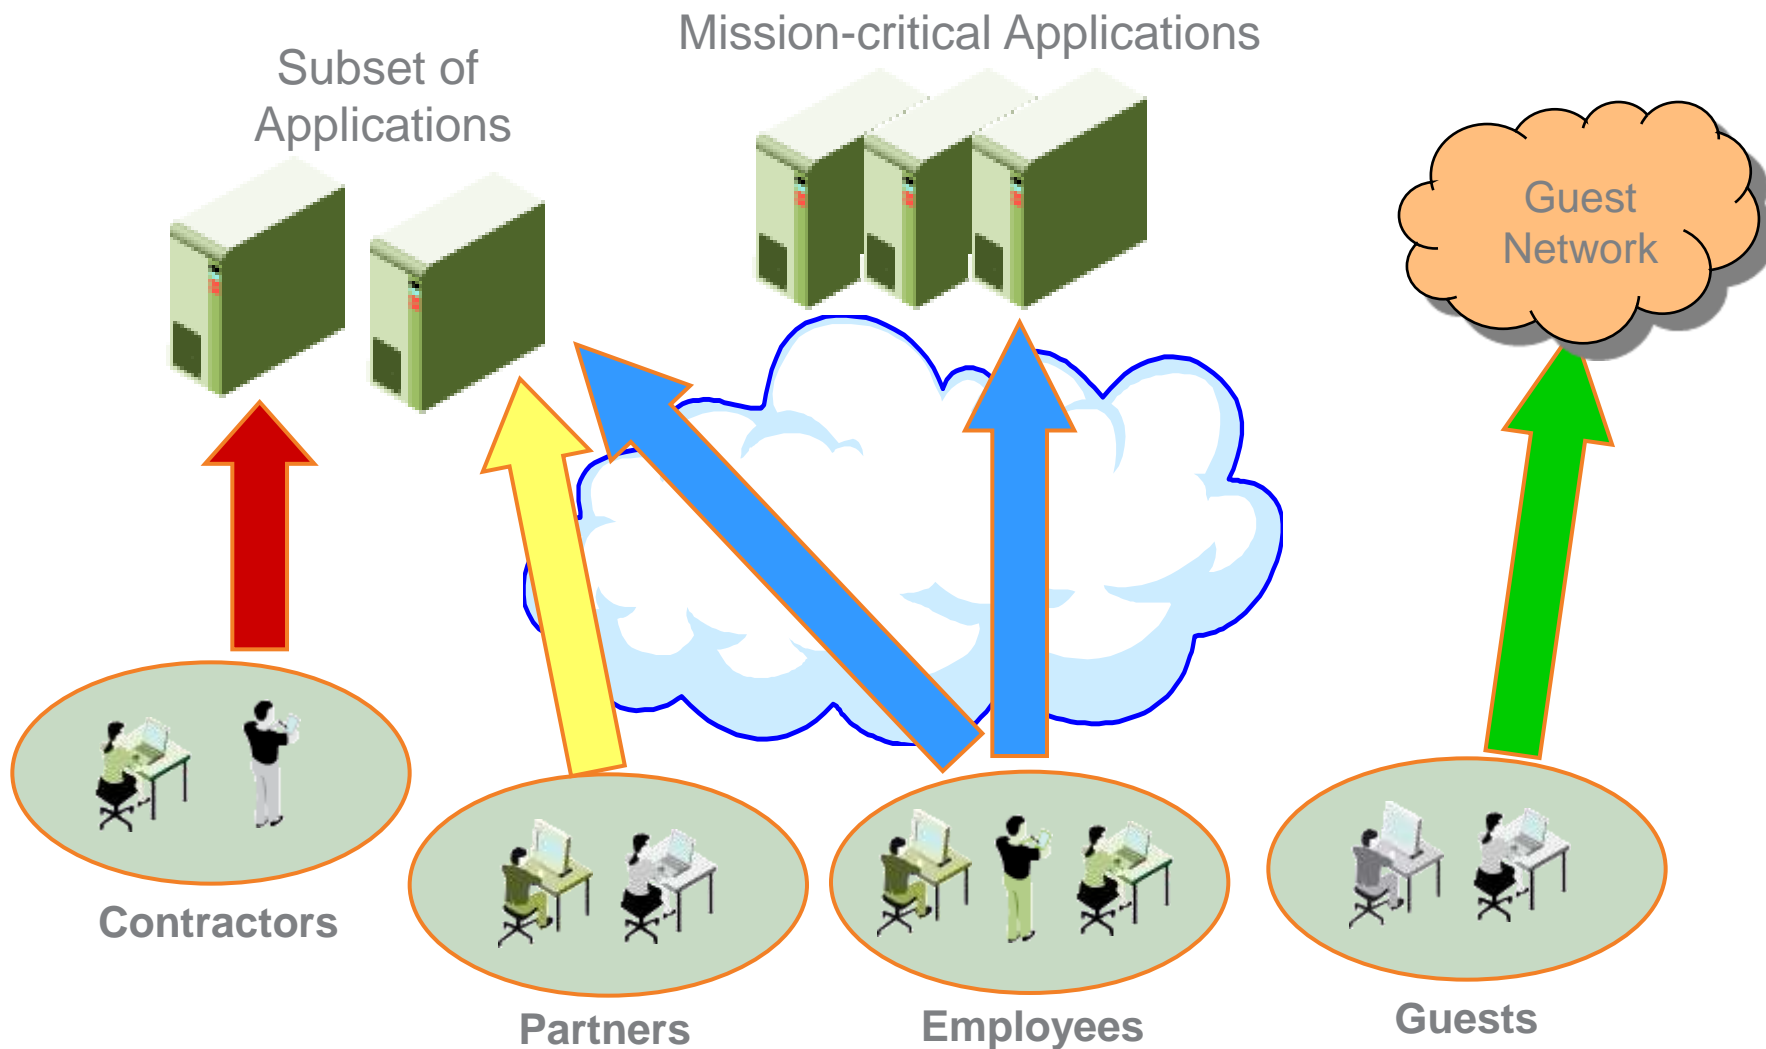 Mission-critical Applications
Subset of
Applications
Guest
Network
Contractors
Partners
Employees
Guests